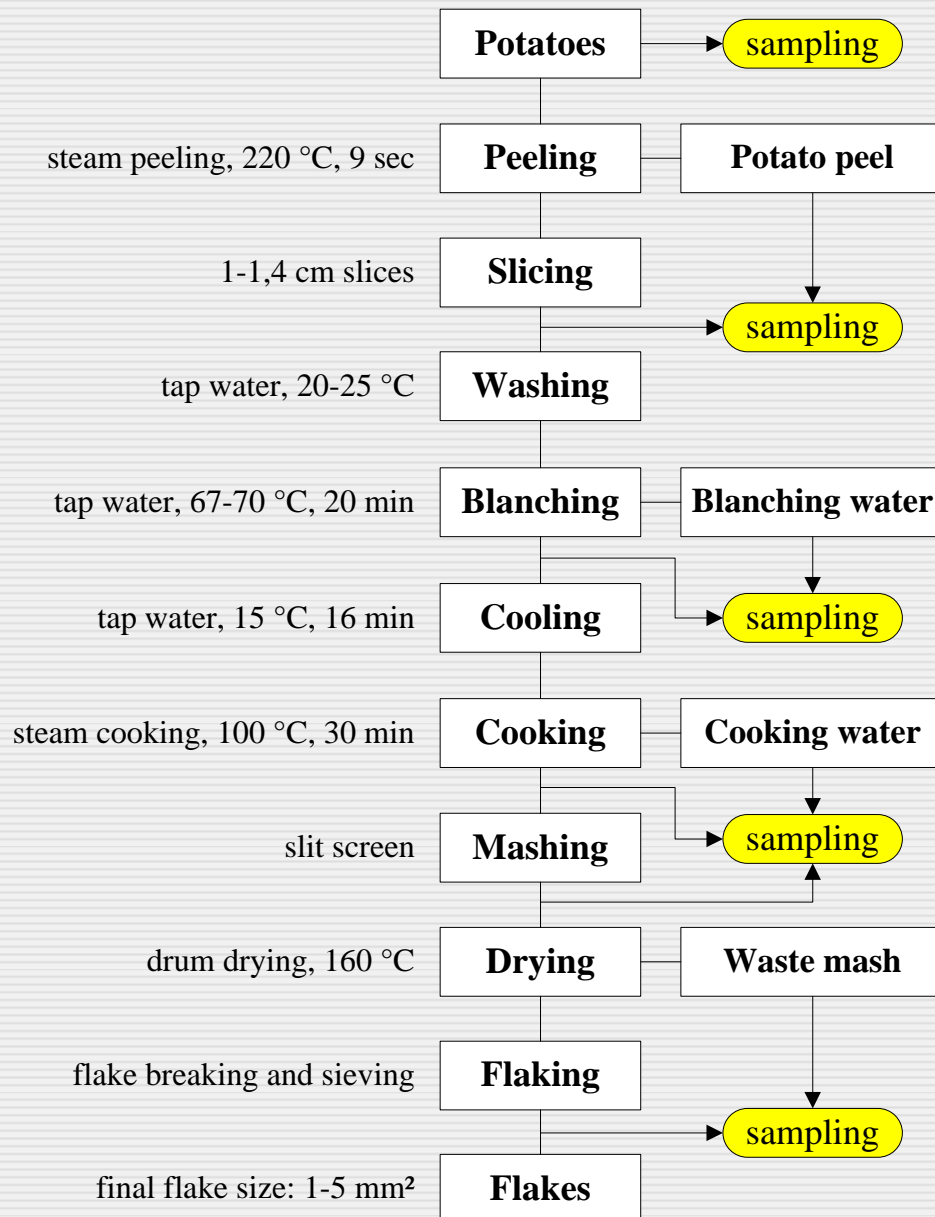 Potatoes sampling
steam peeling, 220 °C, 9 sec Peeling Potato peel
1-1,4 cm slices Slicing
sampling
tap water, 20-25 °C Washing
tap water, 67-70 °C, 20 min Blanching Blanching water
tap water, 15 °C, 16 min Cooling sampling
steam cooking, 100 °C, 30 min Cooking Cooking water
slit screen Mashing sampling
drum drying, 160 °C Drying Waste mash
flake breaking and sieving Flaking
sampling
final flake size: 1-5 mm² Flakes